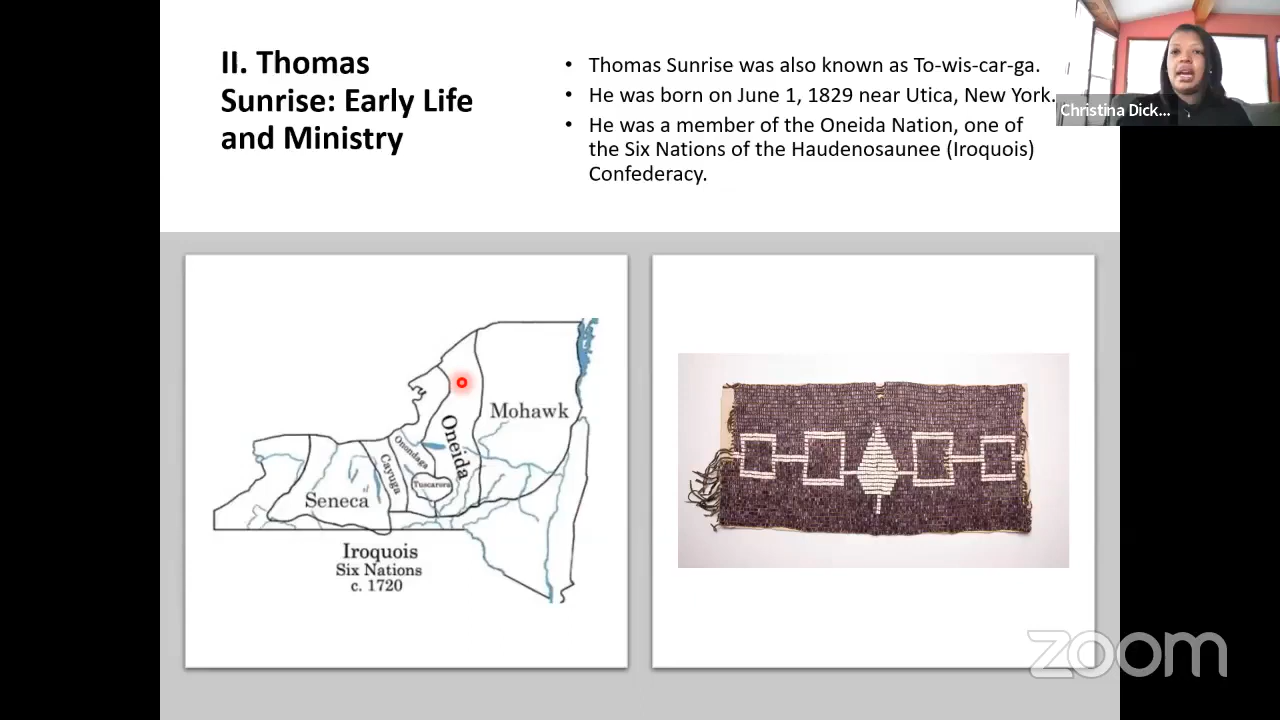 II. Thomas
Sunrise: Early Life
and Ministry
• Thomas Sunrise was also known as To-wis-car-ga.
• He was born on June 1, 1829 near Utica, New York.
• He was a member of the Oneida Nation, one of
the Six Nations of the Haudenosaunee (Iroquois)
Confederacy.
Christina Dick...
Mohawk
Oneida
Onondaga
Cayuga
Tuscarora
Seneca
Iroquois
Six Nations
c. 1720
zoom